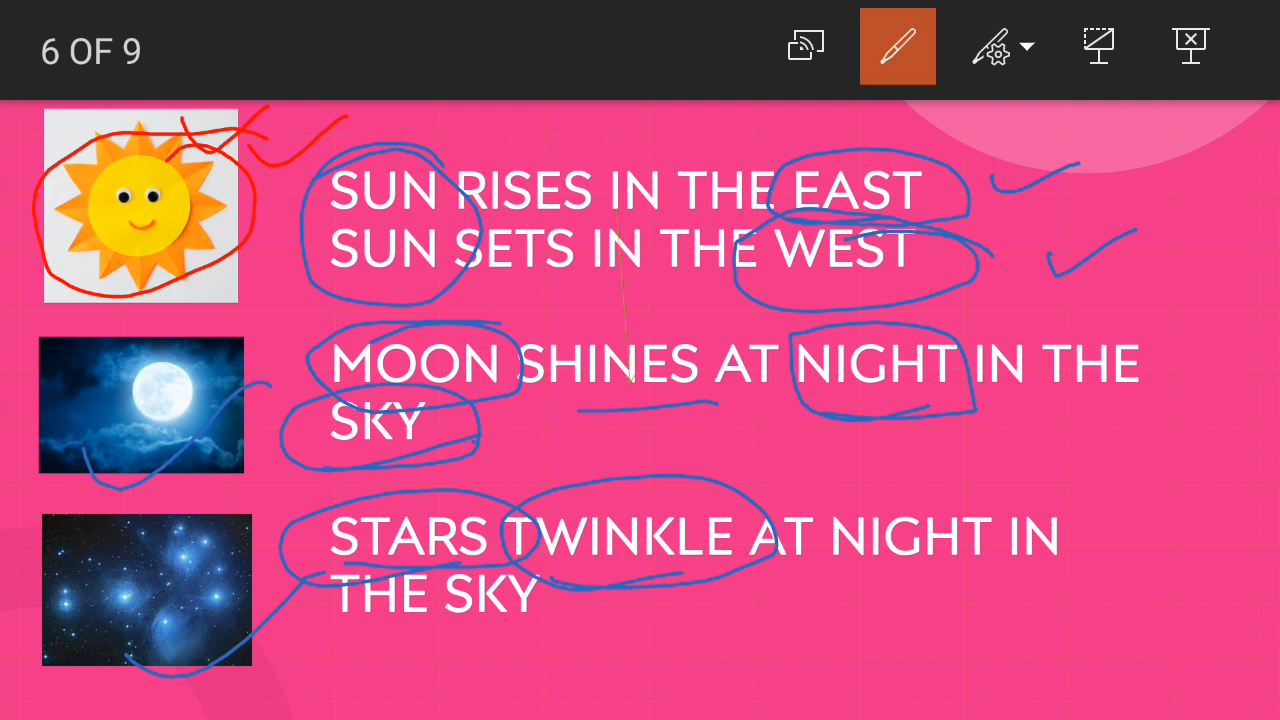 6 OF 9
SUN RISES IN THE EAST
SUN SETS IN THE WEST
MOON SHINES AT NIGHT IN THE
SKY
STARS TWINKLE AT NIGHT IN
THE SKY